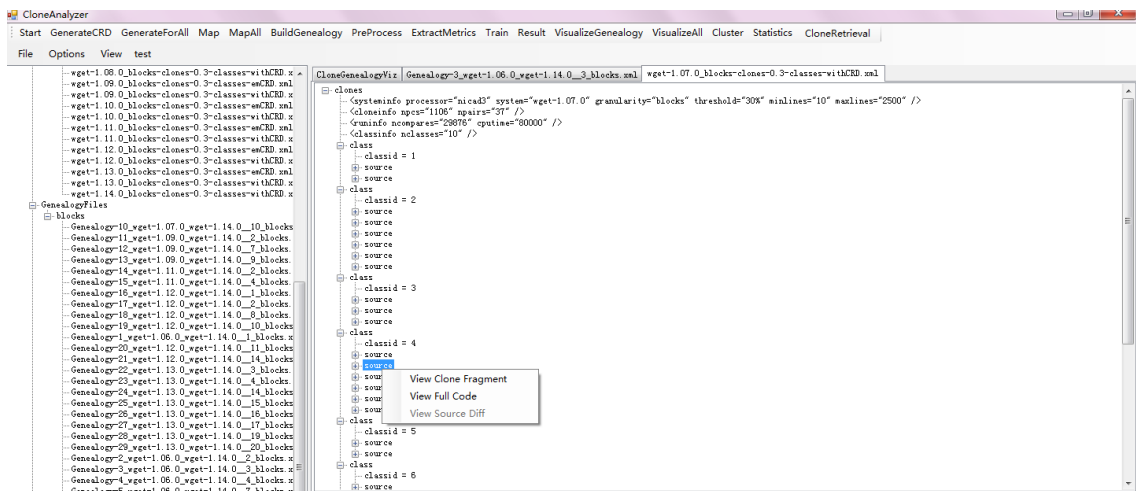 CloneAnalyzer
Start GenerateCRD GenerateForAll Map MapAll BuildGenealogy PreProcess ExtractMetrics Train Result VisualizeGenealogy VisualizeAll Cluster Statistics CloneRetrieval
File Options View test
wget-1.08.0_blocks-clones-0.3-classes-withCRD.x
wget-1.09.0_blocks-clones-0.3-classes-emCRD.xml
wget-1.09.0_blocks-clones-0.3-classes-withCRD.x
wget-1.10.0_blocks-clones-0.3-classes-emCRD.xml
wget-1.10.0_blocks-clones-0.3-classes-withCRD.x
wget-1.11.0_blocks-clones-0.3-classes-emCRD.xml
wget-1.11.0_blocks-clones-0.3-classes-withCRD.x
wget-1.12.0_blocks-clones-0.3-classes-emCRD.xml
wget-1.12.0_blocks-clones-0.3-classes-withCRD.x
wget-1.13.0_blocks-clones-0.3-classes-emCRD.xml
wget-1.13.0_blocks-clones-0.3-classes-withCRD.x
wget-1.14.0_blocks-clones-0.3-classes-withCRD.x
GenealogyFiles
blocks
Genealogy-10_wget-1.07.0_wget-1.14.0__10_blocks
Genealogy-11_wget-1.09.0_wget-1.14.0__2_blocks.
Genealogy-12_wget-1.09.0_wget-1.14.0__7_blocks.
Genealogy-13_wget-1.09.0_wget-1.14.0__9_blocks.
Genealogy-14_wget-1.11.0_wget-1.14.0__2_blocks.
Genealogy-15_wget-1.11.0_wget-1.14.0__4_blocks.
Genealogy-16_wget-1.12.0_wget-1.14.0__1_blocks.
Genealogy-17_wget-1.12.0_wget-1.14.0__2_blocks.
Genealogy-18_wget-1.12.0_wget-1.14.0__8_blocks.
Genealogy-19_wget-1.12.0_wget-1.14.0__10_blocks
Genealogy-1_wget-1.06.0_wget-1.14.0__1_blocks.x
Genealogy-20_wget-1.12.0_wget-1.14.0__11_blocks
Genealogy-21_wget-1.12.0_wget-1.14.0__14_blocks
Genealogy-22_wget-1.13.0_wget-1.14.0__3_blocks.
Genealogy-23_wget-1.13.0_wget-1.14.0__4_blocks.
Genealogy-24_wget-1.13.0_wget-1.14.0__14_blocks
Genealogy-25_wget-1.13.0_wget-1.14.0__15_blocks
Genealogy-26_wget-1.13.0_wget-1.14.0__16_blocks
Genealogy-27_wget-1.13.0_wget-1.14.0__17_blocks
Genealogy-28_wget-1.13.0_wget-1.14.0__19_blocks
Genealogy-29_wget-1.13.0_wget-1.14.0__20_blocks
Genealogy-2_wget-1.06.0_wget-1.14.0__2_blocks.x
Genealogy-3_wget-1.06.0_wget-1.14.0__3_blocks.x
Genealogy-4_wget-1.06.0_wget-1.14.0__4_blocks.x
CloneGenealogyViz Genealogy-3_wget-1.06.0_wget-1.14.0__3_blocks.xml wget-1.07.0_blocks-clones-0.3-classes-withCRD.xml
clones
<systeminfo processor="nicad3" system="wget-1.07.0" granularity="blocks" threshold="30%" minlines="10" maxlines="2500" />
<cloneinfo npcs="1106" npairs="37" />
<runinfo ncompares="29876" cputime="80000" />
<classinfo nclasses="10" />
class
classid = 1
source
source
class
classid = 2
source
source
source
source
source
source
class
classid = 3
source
source
source
class
classid = 4
source
source
sour
sour
sour
sour
View Clone Fragment
View Full Code
View Source Diff
class
classid = 5
source
source
class
classid = 6
source